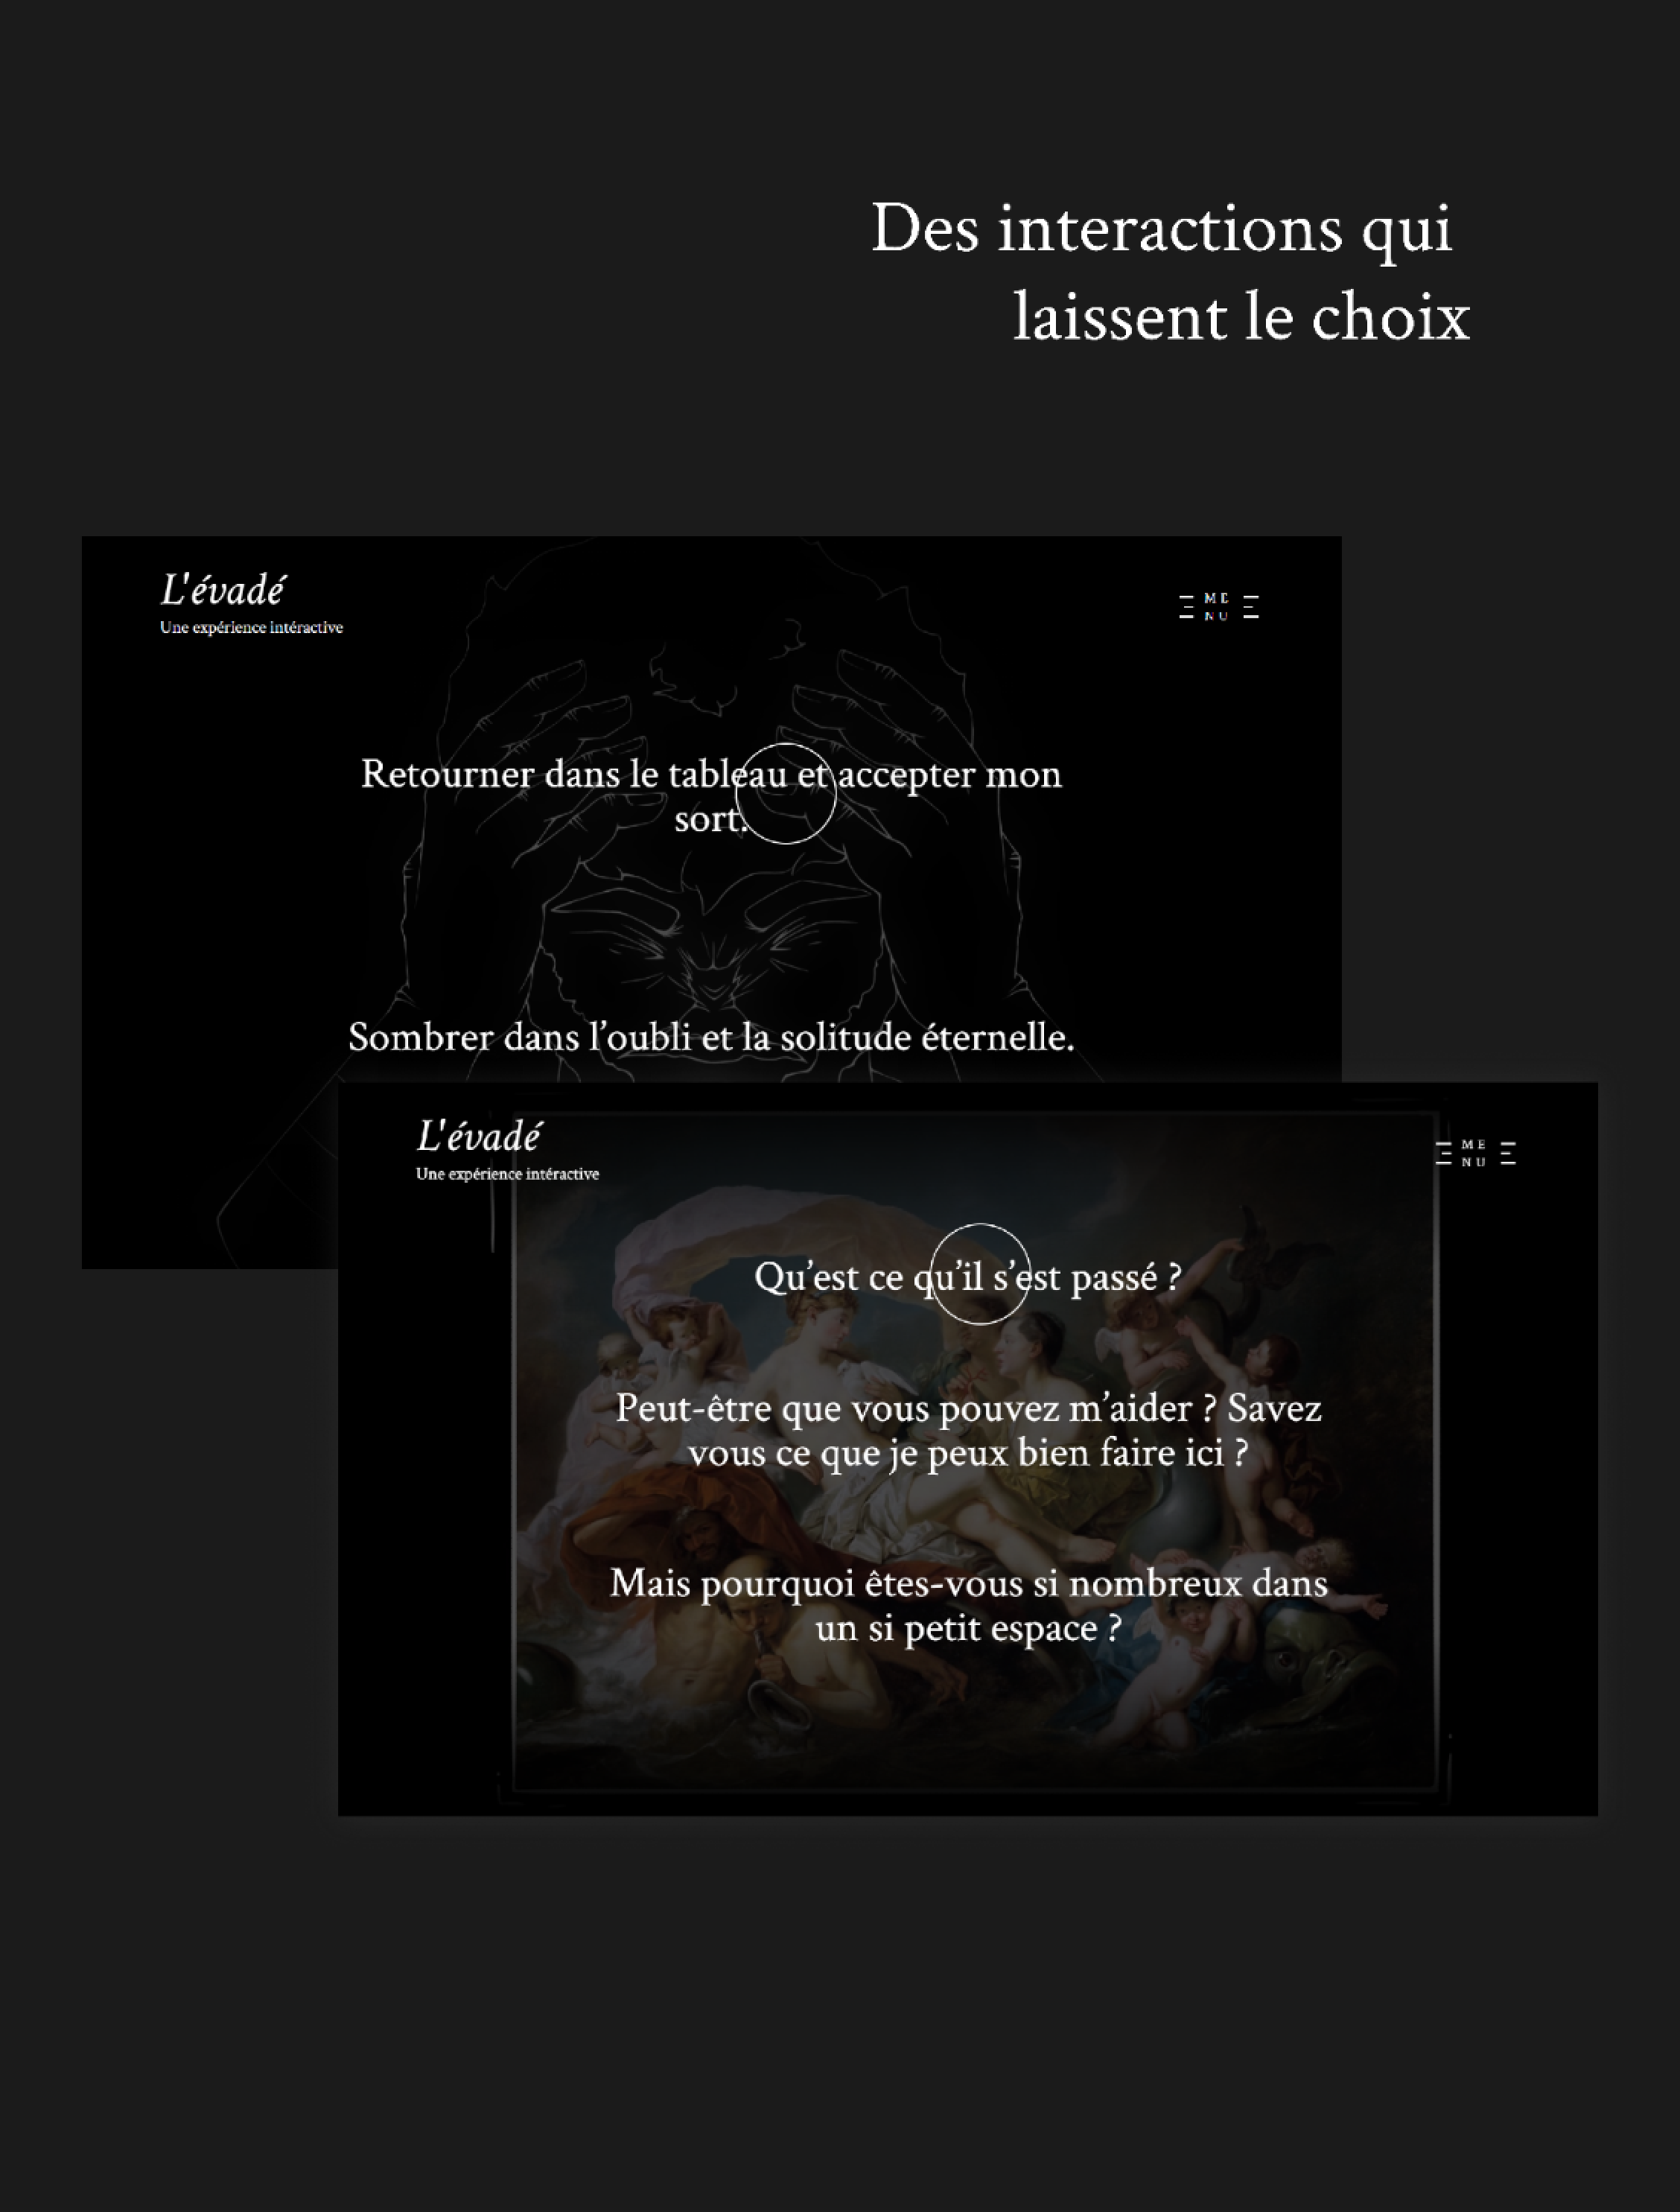 Des interactions qui
laissent le choix
L'évadé
Une expérience intéractive
ME
NU
Retourner dans le tableau et accepter mon
sort.
Sombrer dans l’oubli et la solitude éternelle.
L'évadé
Une expérience intéractive
ME
NU
Qu’est ce qu’il s’est passé ?
Peut-être que vous pouvez m’aider ? Savez
vous ce que je peux bien faire ici ?
Mais pourquoi êtes-vous si nombreux dans
un si petit espace ?